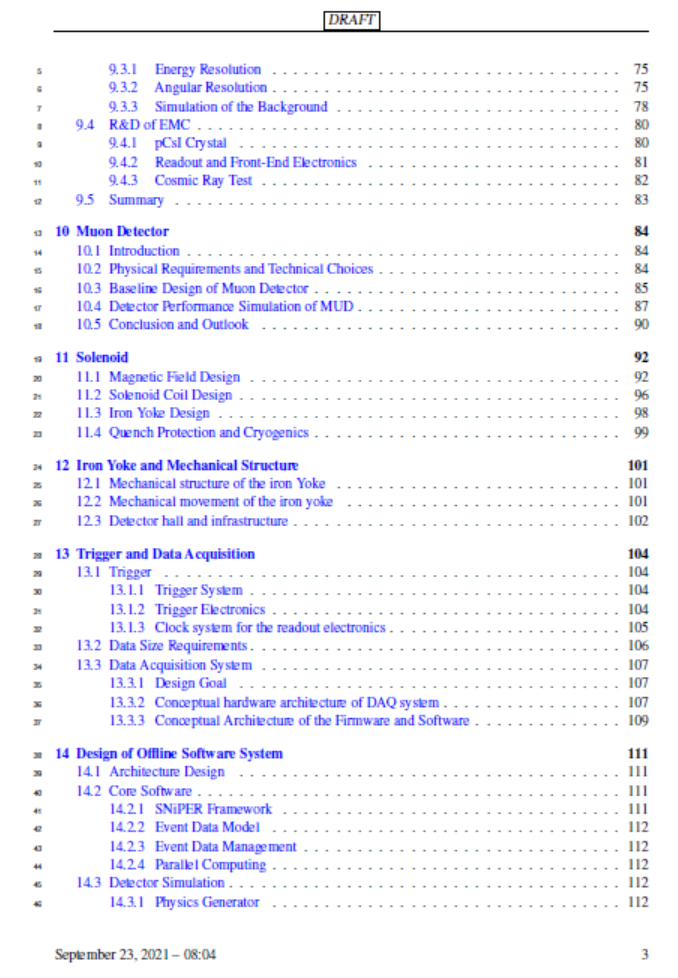 DRAFT
5 9.3.1 Energy Resolution . . . . . . . . . . 75
6 9.3.2 Angular Resolution . . . . . . . . . . 75
7 9.3.3 Simulation of the Background . . . . . . . . . . 78
8 9.4 R&D of EMC . . . . . . . . . . 80
9 9.4.1 pCsI Crystal . . . . . . . . . . 80
10 9.4.2 Readout and Front-End Electronics . . . . . . . . . . 81
11 9.4.3 Cosmic Ray Test . . . . . . . . . . 82
12 9.5 Summary . . . . . . . . . . 83
13 10 Muon Detector 84
14 10.1 Introduction . . . . . . . . . . 84
15 10.2 Physical Requirements and Technical Choices . . . . . . . . . . 84
16 10.3 Baseline Design of Muon Detector . . . . . . . . . . 85
17 10.4 Detector Performance Simulation of MUD . . . . . . . . . . 87
18 10.5 Conclusion and Outlook . . . . . . . . . . 90
19 11 Solenoid 92
20 11.1 Magnetic Field Design . . . . . . . . . . 92
21 11.2 Solenoid Coil Design . . . . . . . . . . 96
22 11.3 Iron Yoke Design . . . . . . . . . . 98
23 11.4 Quench Protection and Cryogenics . . . . . . . . . . 99
24 12 Iron Yoke and Mechanical Structure 101
25 12.1 Mechanical structure of the iron Yoke . . . . . . . . . . 101
26 12.2 Mechanical movement of the iron yoke . . . . . . . . . . 101
27 12.3 Detector hall and infrastructure . . . . . . . . . . 102
28 13 Trigger and Data Acquisition 104
29 13.1 Trigger . . . . . . . . . . 104
30 13.1.1 Trigger System . . . . . . . . . . 104
31 13.1.2 Trigger Electronics . . . . . . . . . . 104
32 13.1.3 Clock system for the readout electronics . . . . . . . . . . 105
33 13.2 Data Size Requirements . . . . . . . . . . 106
34 13.3 Data Acquisition System . . . . . . . . . . 107
35 13.3.1 Design Goal . . . . . . . . . . 107
36 13.3.2 Conceptual hardware architecture of DAQ system . . . . . . . . . . 107
37 13.3.3 Conceptual Architecture of the Firmware and Software . . . . . . . . . . 109
38 14 Design of Offline Software System 111
39 14.1 Architecture Design . . . . . . . . . . 111
40 14.2 Core Software . . . . . . . . . . 111
41 14.2.1 SNiPER Framework . . . . . . . . . . 111
42 14.2.2 Event Data Model . . . . . . . . . . 112
43 14.2.3 Event Data Management . . . . . . . . . . 112
44 14.2.4 Parallel Computing . . . . . . . . . . 112
45 14.3 Detector Simulation . . . . . . . . . . 112
46 14.3.1 Physics Generator . . . . . . . . . . 112
September 23, 2021 – 08:04 3